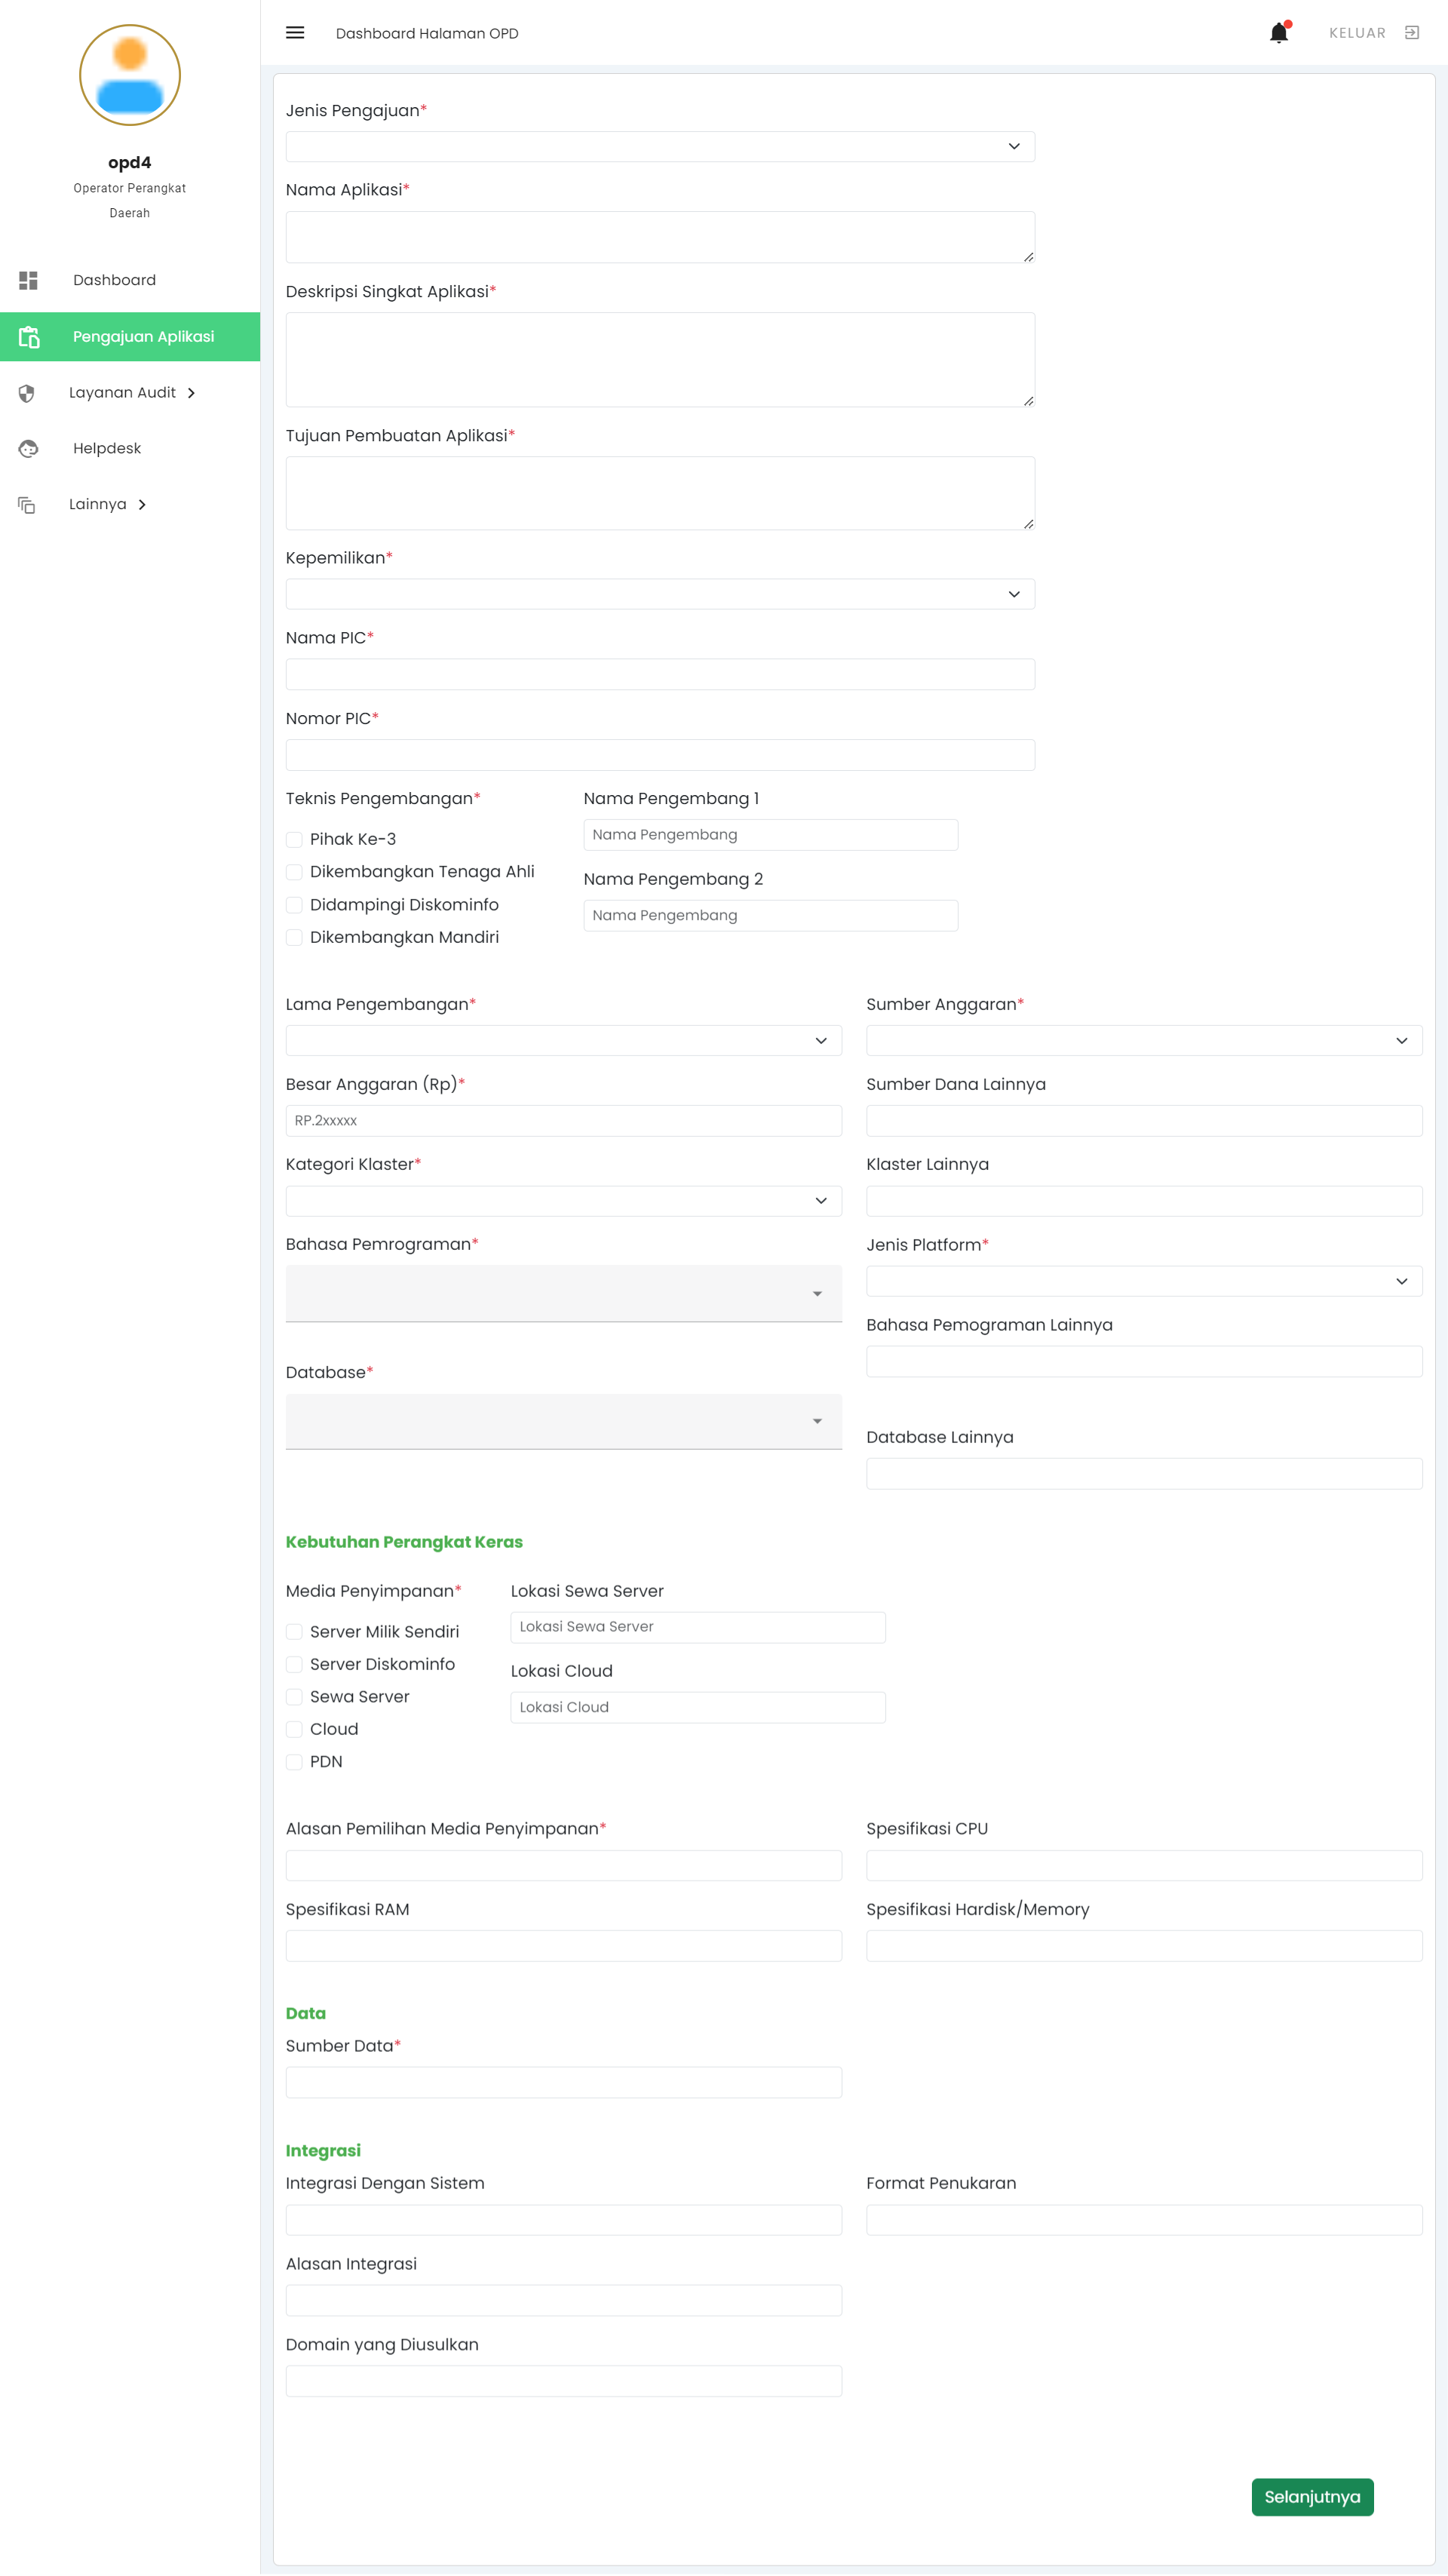 Dashboard Halaman OPD
KELUAR
opd4
Operator Perangkat
Daerah
Dashboard
Pengajuan Aplikasi
Layanan Audit
Helpdesk
Lainnya
Jenis Pengajuan*
Nama Aplikasi*
Deskripsi Singkat Aplikasi*
Tujuan Pembuatan Aplikasi*
Kepemilikan*
Nama PIC*
Nomor PIC*
Teknis Pengembangan*
Pihak Ke-3
Dikembangkan Tenaga Ahli
Didampingi Diskominfo
Dikembangkan Mandiri
Nama Pengembang 1
Nama Pengembang
Nama Pengembang 2
Nama Pengembang
Lama Pengembangan*
Sumber Anggaran*
Besar Anggaran (Rp)*
RP.2xxxxx
Sumber Dana Lainnya
Kategori Klaster*
Klaster Lainnya
Bahasa Pemrograman*
Jenis Platform*
Bahasa Pemograman Lainnya
Database*
Database Lainnya
Kebutuhan Perangkat Keras
Media Penyimpanan*
Server Milik Sendiri
Server Diskominfo
Sewa Server
Cloud
PDN
Lokasi Sewa Server
Lokasi Sewa Server
Lokasi Cloud
Lokasi Cloud
Alasan Pemilihan Media Penyimpanan*
Spesifikasi CPU
Spesifikasi RAM
Spesifikasi Hardisk/Memory
Data
Sumber Data*
Integrasi
Integrasi Dengan Sistem
Format Penukaran
Alasan Integrasi
Domain yang Diusulkan
Selanjutnya